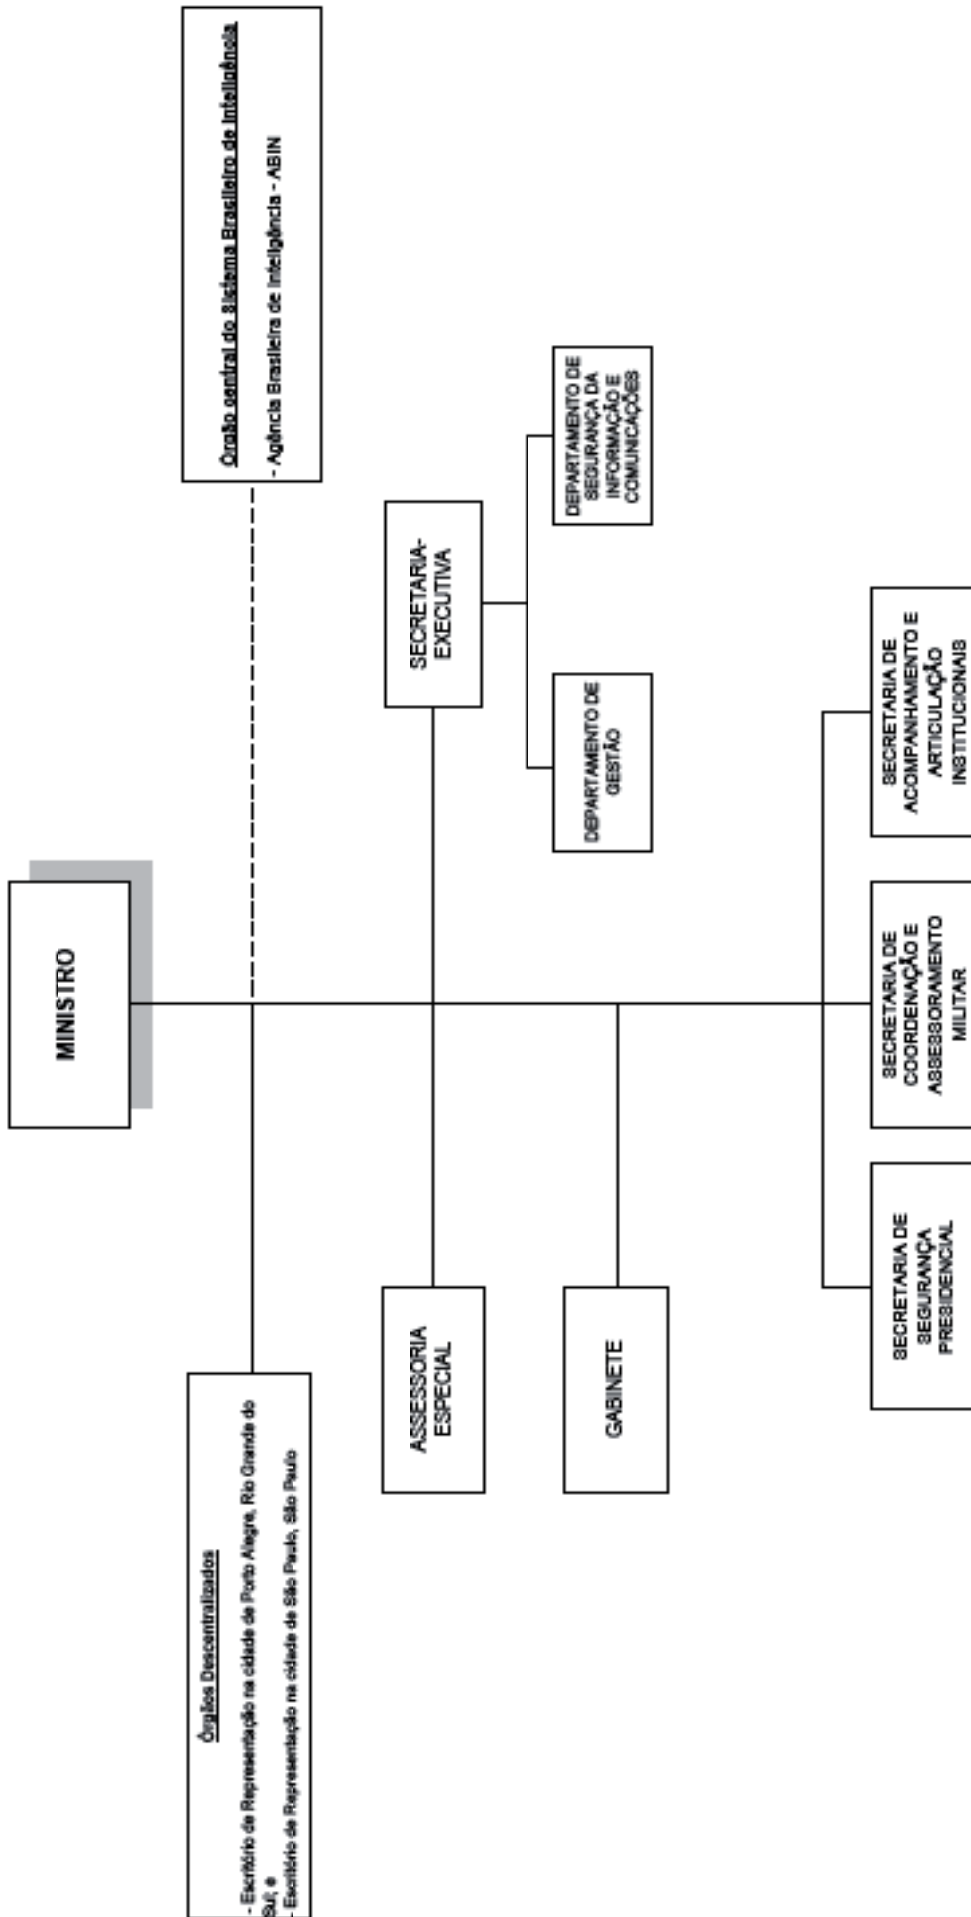 MINISTRO
Órgãos Descentralizados
- Escritório de Representação na cidade de Porto Alegre, Rio Grande do
Sul; e
- Escritório de Representação na cidade de São Paulo, São Paulo
Órgão central do Sistema Brasileiro de Inteligência
- Agência Brasileira de Inteligência - ABIN
ASSESSORIA
ESPECIAL
SECRETARIA-
EXECUTIVA
GABINETE
DEPARTAMENTO DE
GESTÃO
DEPARTAMENTO DE
SEGURANÇA DA
INFORMAÇÃO E
COMUNICAÇÕES
SECRETARIA DE
SEGURANÇA
PRESIDENCIAL
SECRETARIA DE
COORDENAÇÃO E
ASSESSORAMENTO
MILITAR
SECRETARIA DE
ACOMPANHAMENTO E
ARTICULAÇÃO
INSTITUCIONAIS